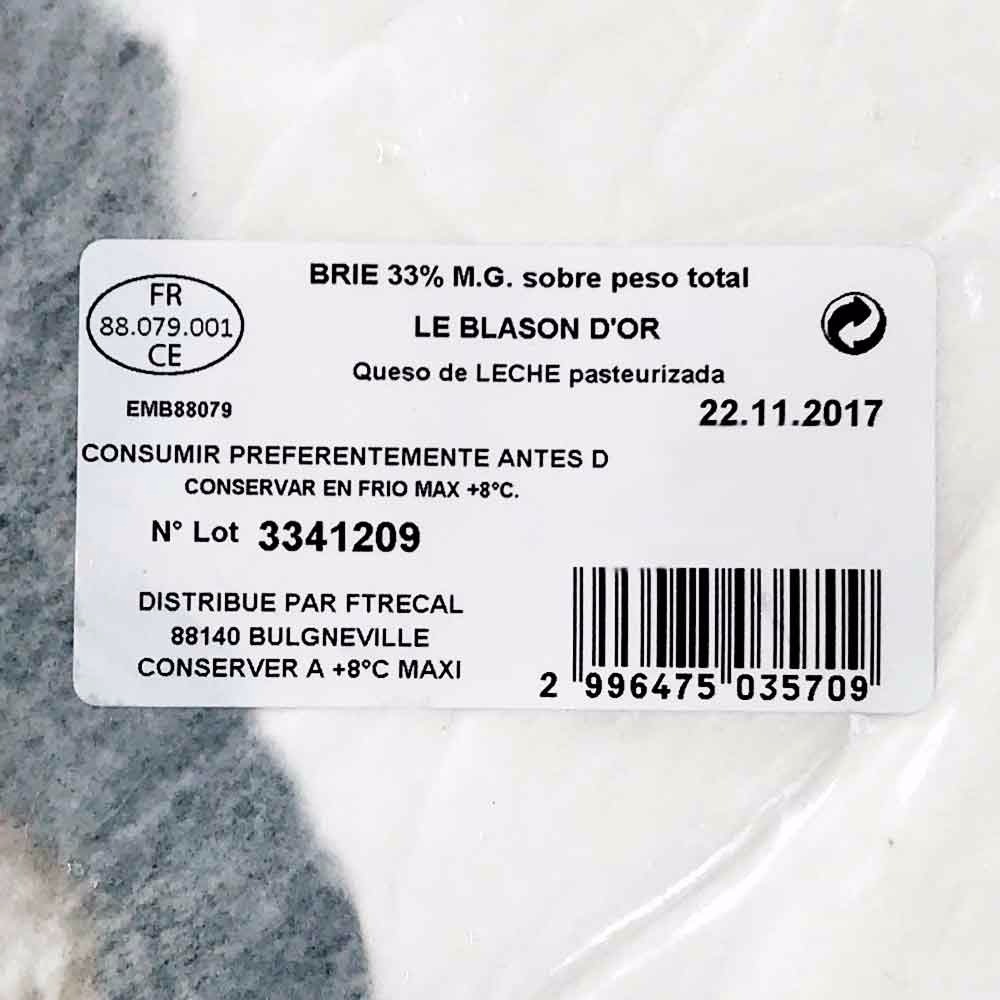 BRIE 33% M.G. sobre peso total
FR
88.079.001
CE
LE BLASON D'OR
Queso de LECHE pasteurizada
EMB88079
22.11.2017
CONSUMIR PREFERENTEMENTE ANTES D
CONSERVAR EN FRIO MAX +8°C.
N° Lot 3341209
DISTRIBUE PAR FTRECAL
88140 BULGNEVILLE
CONSERVER A +8°C MAXI
2 996475 035709